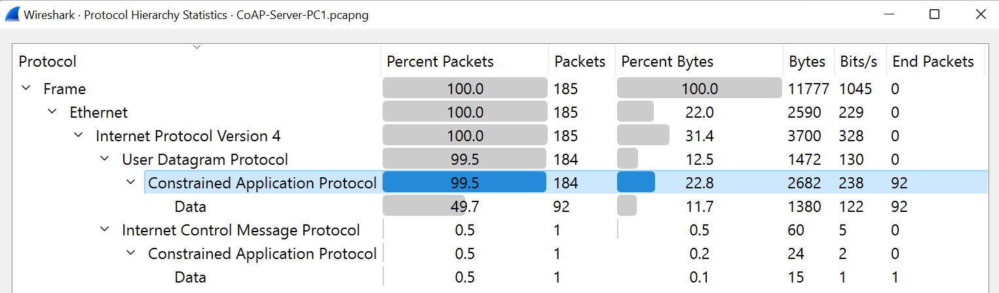 Wireshark · Protocol Hierarchy Statistics · CoAP-Server-PC1.pcapng
Protocol Percent Packets Packets Percent Bytes Bytes Bits/s End Packets
Frame 100.0 185 100.0 11777 1045 0
Ethernet 100.0 185 22.0 2590 229 0
Internet Protocol Version 4 100.0 185 31.4 3700 328 0
User Datagram Protocol 99.5 184 12.5 1472 130 0
Constrained Application Protocol 99.5 184 22.8 2682 238 92
Data 49.7 92 11.7 1380 122 92
Internet Control Message Protocol 0.5 1 0.5 60 5 0
Constrained Application Protocol 0.5 1 0.2 24 2 0
Data 0.5 1 0.1 15 1 1